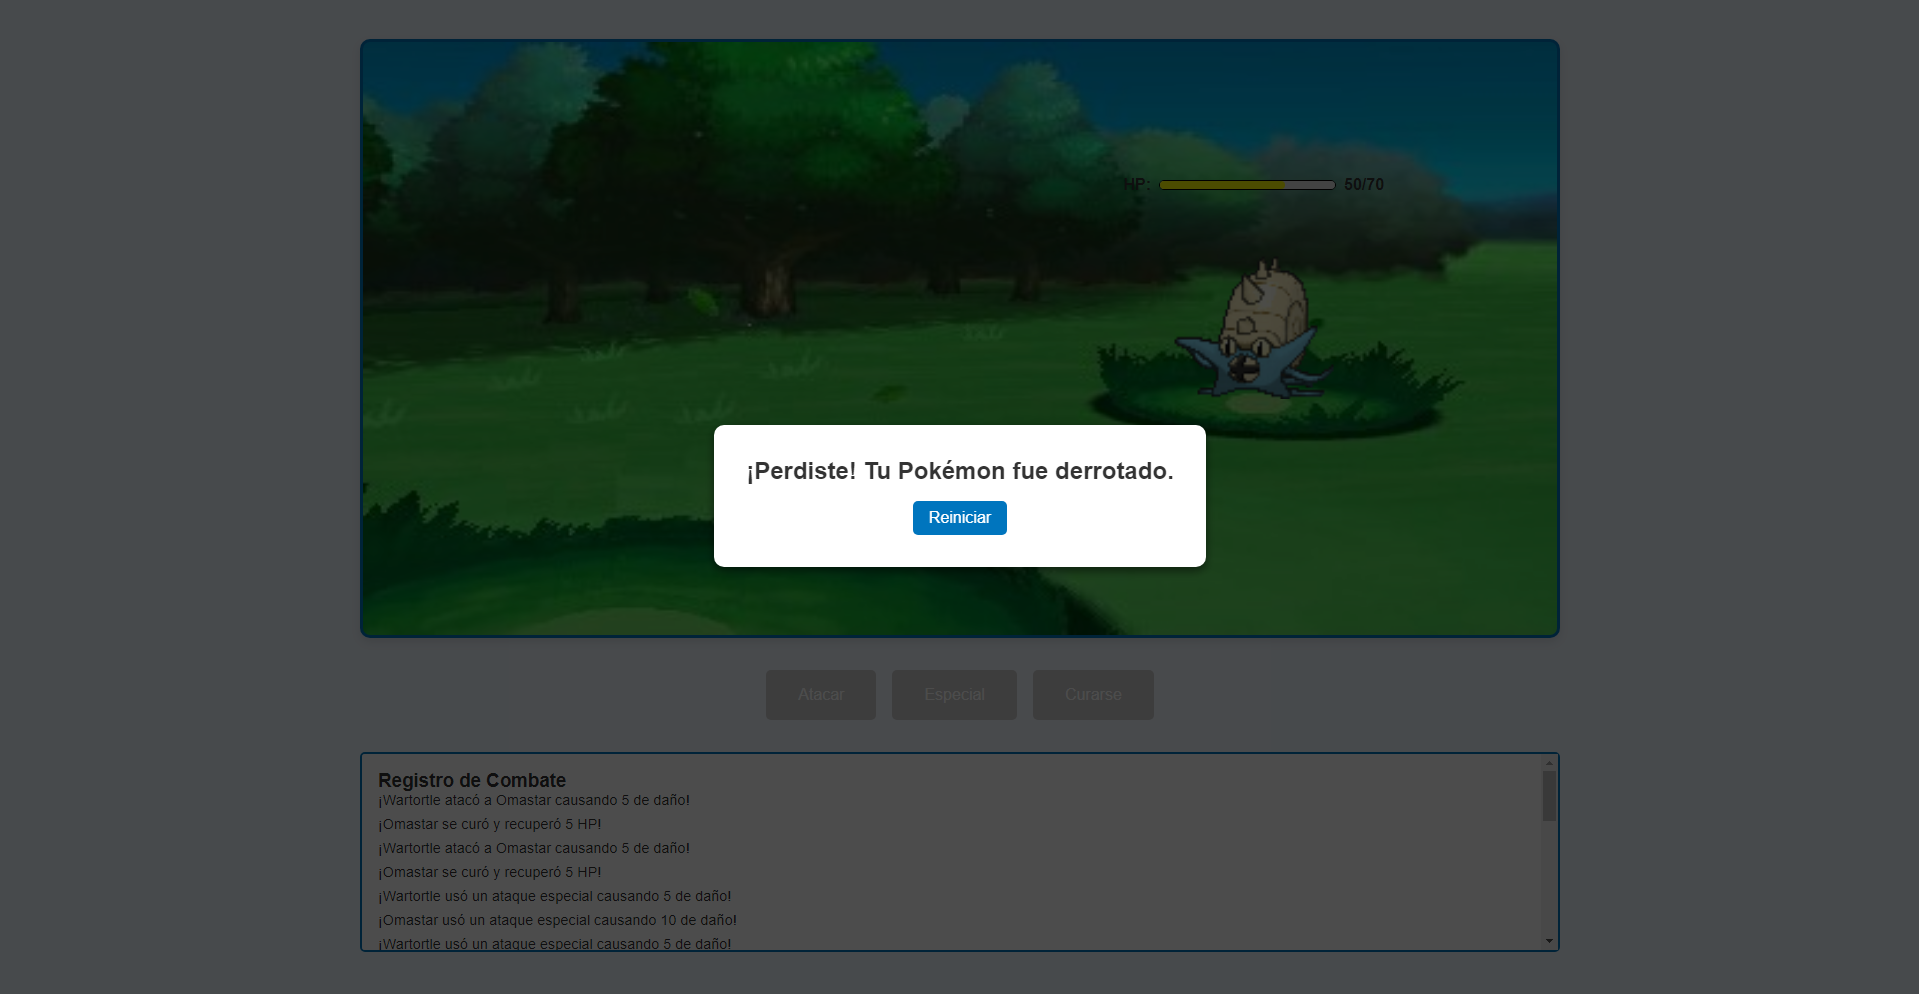 HP: 50/70
¡Perdiste! Tu Pokémon fue derrotado.
Reiniciar
Atacar Especial Curarse
Registro de Combate
¡Wartortle atacó a Omastar causando 5 de daño!
¡Omastar se curó y recuperó 5 HP!
¡Wartortle atacó a Omastar causando 5 de daño!
¡Omastar se curó y recuperó 5 HP!
¡Wartortle usó un ataque especial causando 5 de daño!
¡Omastar usó un ataque especial causando 10 de daño!
¡Wartortle usó un ataque especial causando 5 de daño!